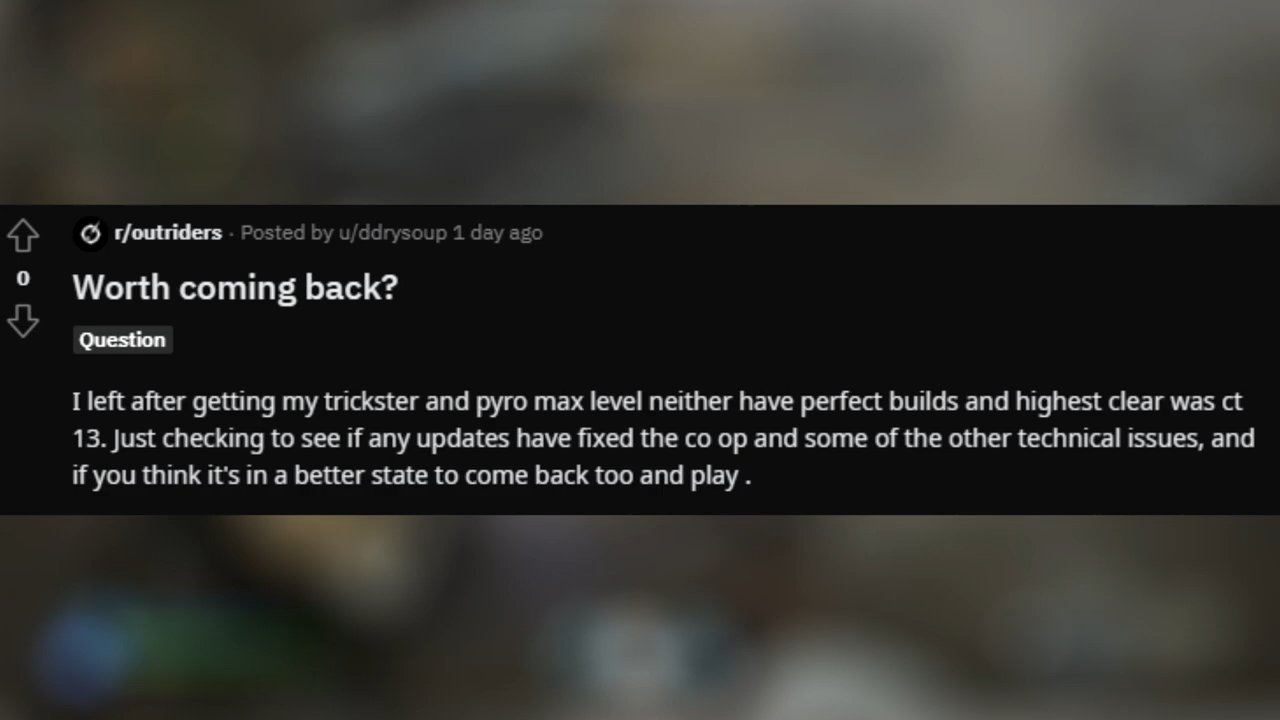 r/outriders · Posted by u/ddrysoup 1 day ago
0
Worth coming back?
Question
I left after getting my trickster and pyro max level neither have perfect builds and highest clear was ct
13. Just checking to see if any updates have fixed the co op and some of the other technical issues, and
if you think it's in a better state to come back too and play .